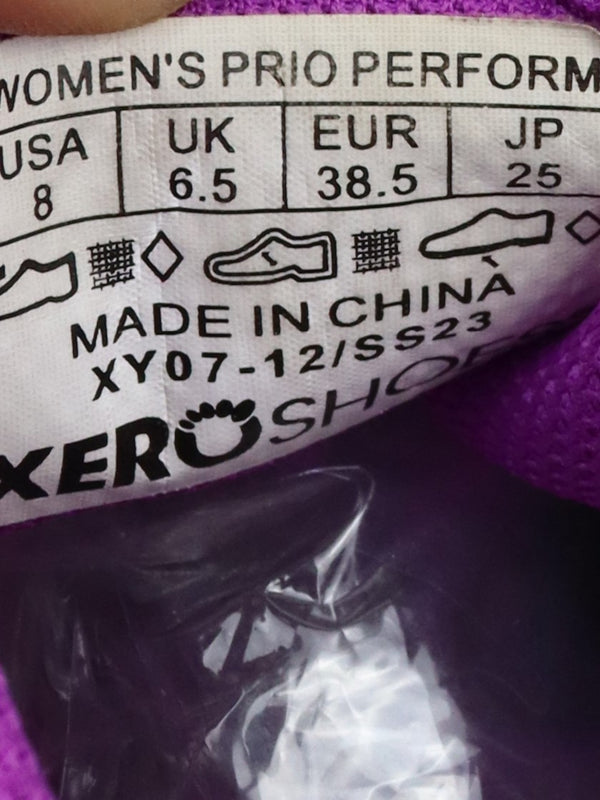 WOMEN'S PRIO PERFORM
USA UK EUR JP
8 6.5 38.5 25
MADE IN CHINA
XY07-12/SS23
XERO SHOES